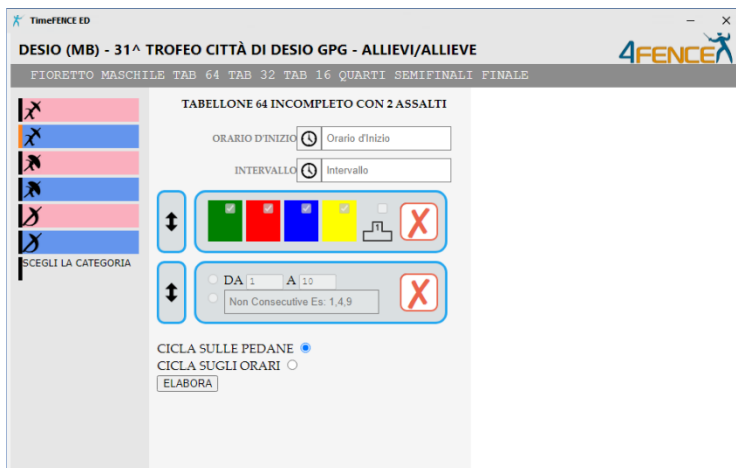 TimeFENCE ED
DESIO (MB) - 31^ TROFEO CITTÀ DI DESIO GPG - ALLIEVI/ALLIEVE
4FENCE
FIORETTO MASCHILE TAB 64 TAB 32 TAB 16 QUARTI SEMIFINALI FINALE
SCEGLI LA CATEGORIA
TABELLONE 64 INCOMPLETO CON 2 ASSALTI
ORARIO D'INIZIO Orario d'Inizio
INTERVALLO Intervallo
1
DA 1 A 10
Non Consecutive Es: 1,4,9
CICLA SULLE PEDANE
CICLA SUGLI ORARI
ELABORA